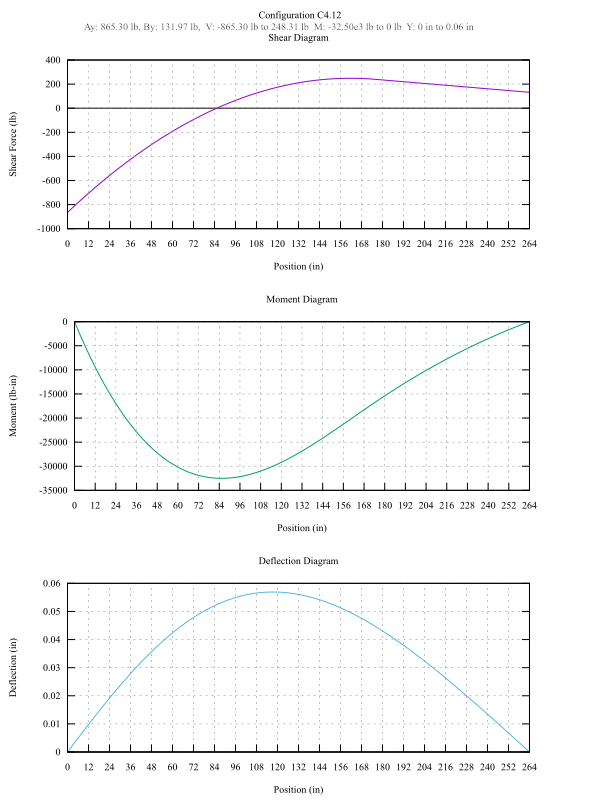 Configuration C4.12
Ay: 865.30 lb, By: 131.97 lb, V: -865.30 lb to 248.31 lb M: -32.50e3 lb to 0 lb Y: 0 in to 0.06 in
Shear Diagram
400
200
0
-200
-400
-600
-800
-1000
Shear Force (lb)
0 12 24 36 48 60 72 84 96 108 120 132 144 156 168 180 192 204 216 228 240 252 264
Position (in)
Moment Diagram
0
-5000
-10000
-15000
-20000
-25000
-30000
-35000
Moment (lb-in)
0 12 24 36 48 60 72 84 96 108 120 132 144 156 168 180 192 204 216 228 240 252 264
Position (in)
Deflection Diagram
0.06
0.05
0.04
0.03
0.02
0.01
0
Deflection (in)
0 12 24 36 48 60 72 84 96 108 120 132 144 156 168 180 192 204 216 228 240 252 264
Position (in)